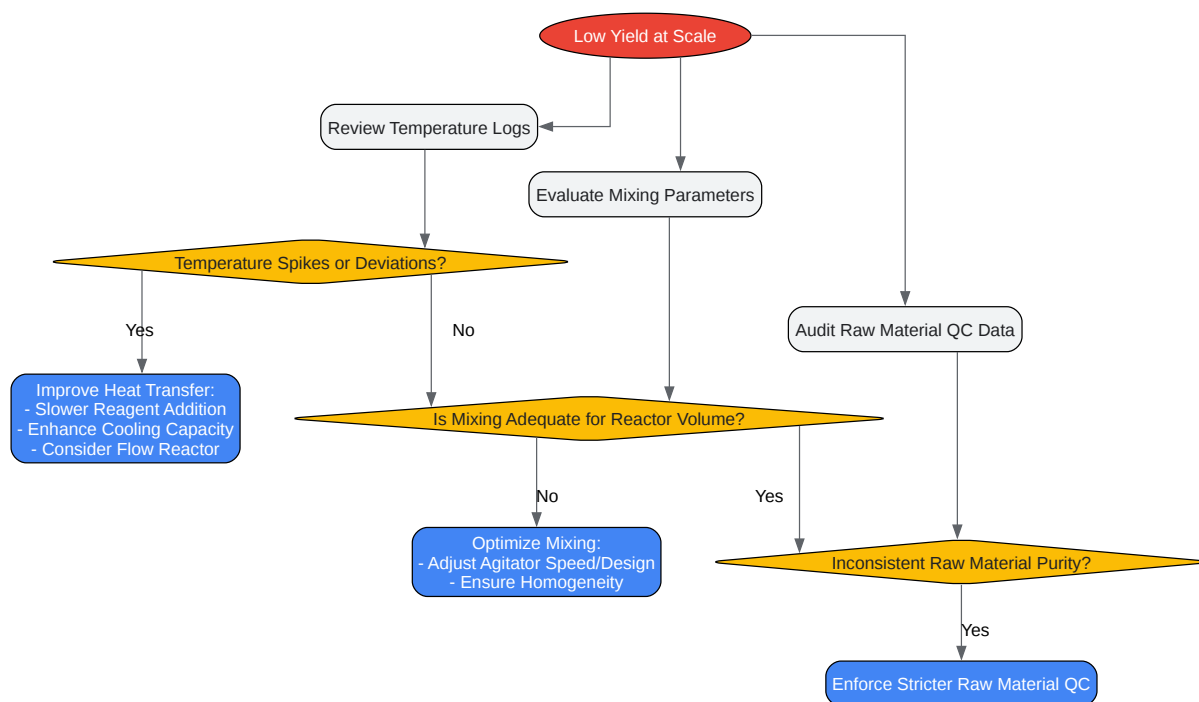 Low Yield at Scale
Review Temperature Logs
Evaluate Mixing Parameters
Temperature Spikes or Deviations?
Yes
No
Audit Raw Material QC Data
Improve Heat Transfer:
- Slower Reagent Addition
- Enhance Cooling Capacity
- Consider Flow Reactor
Is Mixing Adequate for Reactor Volume?
No
Yes
Optimize Mixing:
- Adjust Agitator Speed/Design
- Ensure Homogeneity
Inconsistent Raw Material Purity?
Yes
Enforce Stricter Raw Material QC